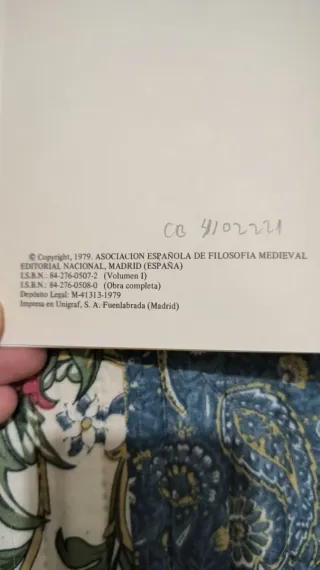 CB 4102221
© Copyright, 1979. ASOCIACION ESPAÑOLA DE FILOSOFIA MEDIEVAL
EDITORIAL NACIONAL, MADRID (ESPAÑA)
I.S.B.N.: 84-276-0507-2 (Volumen I)
I.S.B.N.: 84-276-0508-0 (Obra completa)
Depósito Legal: M-41313-1979
Impresa en Unigraf, S. A. Fuenlabrada (Madrid)